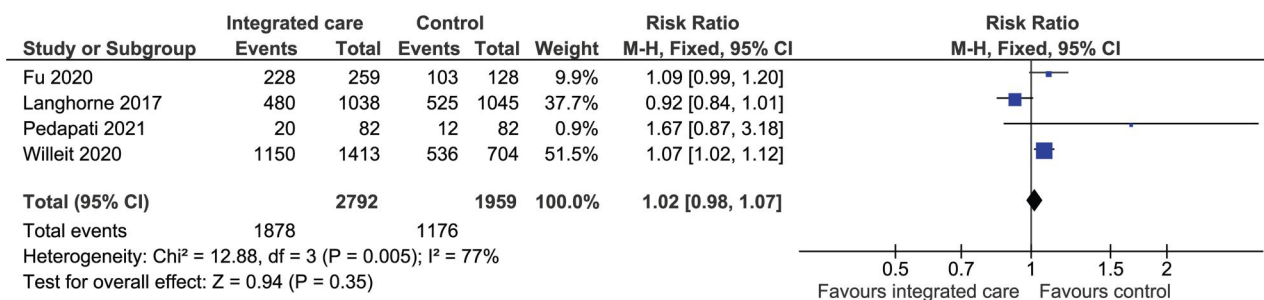 Integrated care Control Risk Ratio Risk Ratio
Study or Subgroup Events Total Events Total Weight M-H, Fixed, 95% CI M-H, Fixed, 95% CI
Fu 2020 228 259 103 128 9.9% 1.09 [0.99, 1.20]
Langhorne 2017 480 1038 525 1045 37.7% 0.92 [0.84, 1.01]
Pedapati 2021 20 82 12 82 0.9% 1.67 [0.87, 3.18]
Willeit 2020 1150 1413 536 704 51.5% 1.07 [1.02, 1.12]
Total (95% CI) 2792 1959 100.0% 1.02 [0.98, 1.07]
Total events 1878 1176
Heterogeneity: Chi² = 12.88, df = 3 (P = 0.005); I² = 77%
Test for overall effect: Z = 0.94 (P = 0.35)
0.5 0.7 1 1.5 2
Favours integrated care Favours control